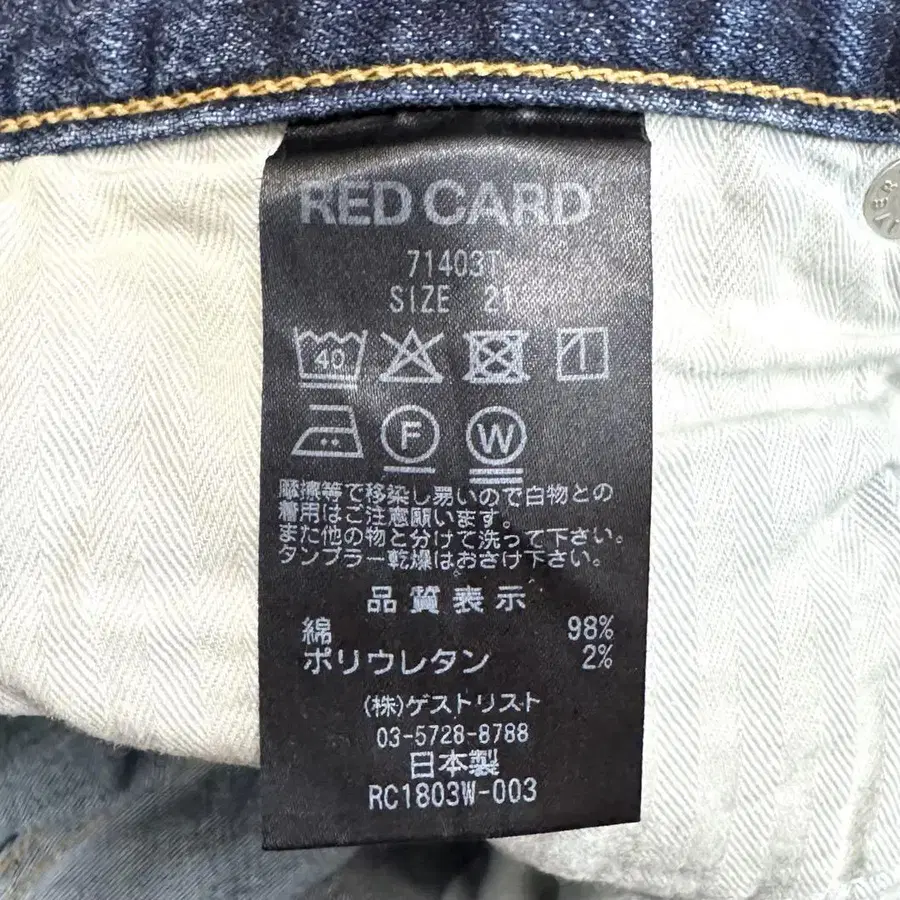 RED CARD
71403T
SIZE 21
40
F W
摩擦等で移染し易いので白物との
着用はご注意願います。
また他の物と分けて洗って下さい。
タンブラー乾燥はおさけ下さい。
品質表示
綿 98%
ポリウレタン 2%
(株)ゲストリスト
03-5728-8788
日本製
RC1803W-003